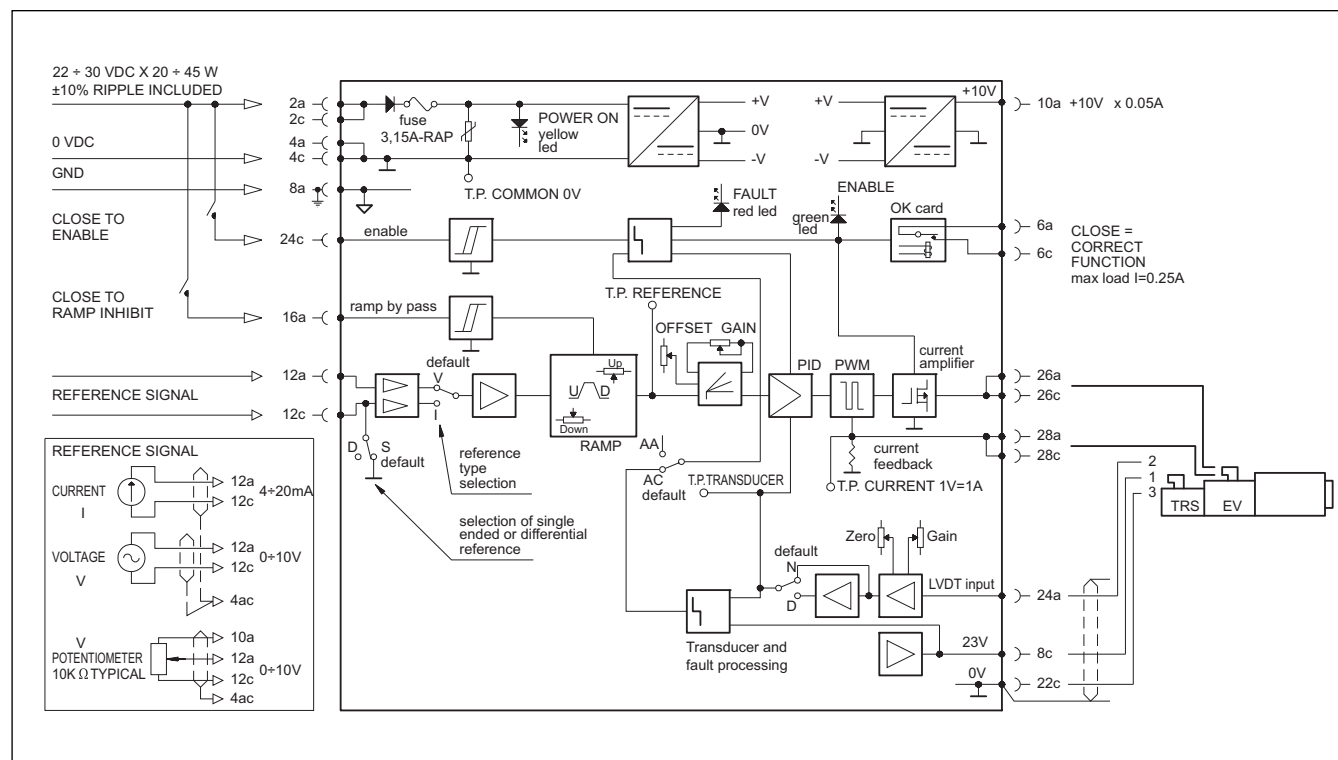 22 ÷ 30 VDC X 20 ÷ 45 W
±10% RIPPLE INCLUDED
2a
2c
0 VDC
4a
4c
GND
8a
CLOSE TO
ENABLE
24c
CLOSE TO
RAMP INHIBIT
16a
12a
REFERENCE SIGNAL
12c
fuse
3,15A-RAP
POWER ON
yellow
led
T.P. COMMON 0V
+V
0V
-V
+V
-V
+10V
10a +10V x 0.05A
enable
FAULT
red led
ENABLE
green
led
OK card
6a
6c
CLOSE =
CORRECT
FUNCTION
max load I=0.25A
ramp by pass
T.P. REFERENCE
OFFSET GAIN
default
V
I
Up
U D
Down
RAMP
PID
PWM
current
amplifier
26a
26c
28a
28c
D
S
default
reference
type
selection
selection of single
ended or differential
reference
AA
AC
default
T.P.TRANSDUCER
current
feedback
T.P. CURRENT 1V=1A
2
1
3
TRS
EV
Zero
Gain
default
N
D
LVDT input
24a
Transducer and
fault processing
23V
8c
0V
22c
REFERENCE SIGNAL
CURRENT
I
12a
12c
4÷20mA
VOLTAGE
V
12a
12c
0÷10V
4ac
V
POTENTIOMETER
10K Ω TYPICAL
10a
12a
12c
0÷10V
4ac